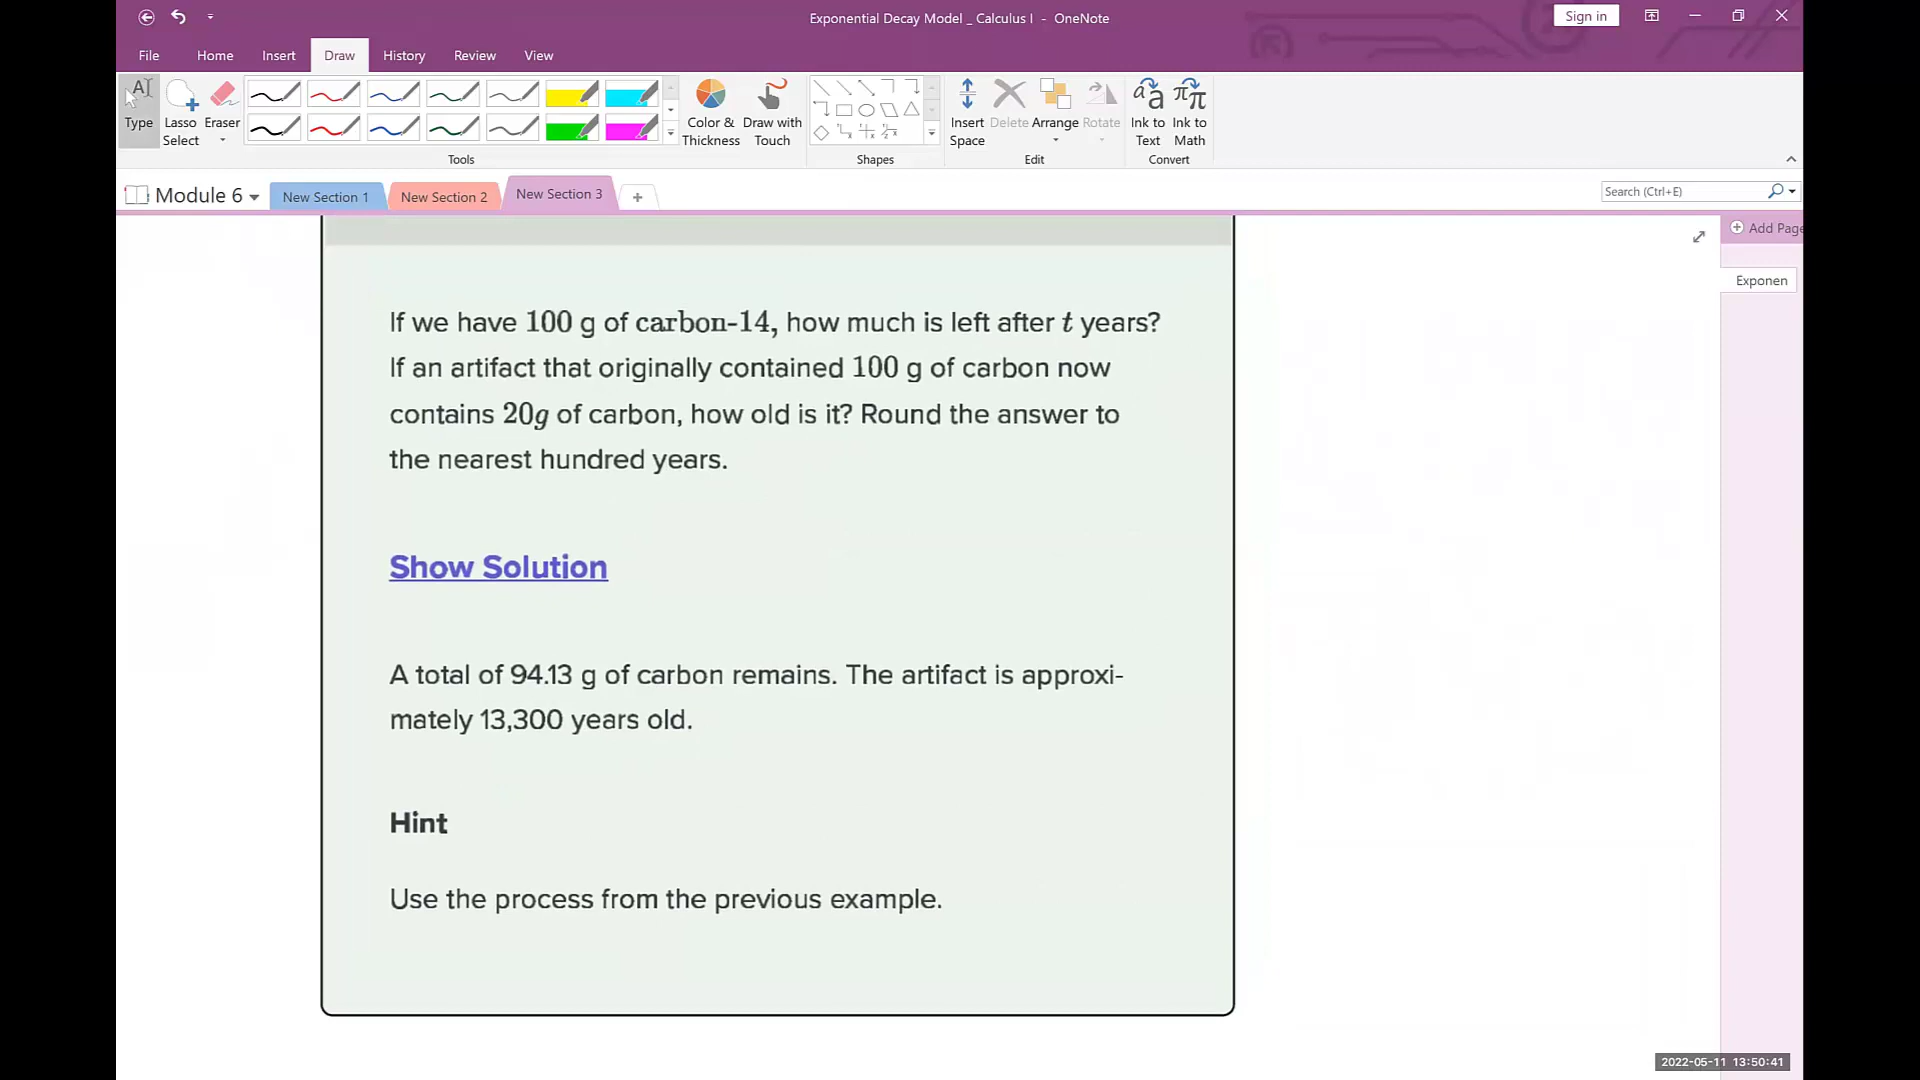 Exponential Decay Model _ Calculus I - OneNote
Sign in
File Home Insert Draw History Review View
Type
Lasso Select
Eraser
Color & Thickness
Draw with Touch
Insert Space
Delete
Arrange
Rotate
Ink to Text
Ink to Math
Tools
Shapes
Edit
Convert
Module 6
New Section 1
New Section 2
New Section 3
Search (Ctrl+E)
Add Page
Exponen
If we have 100 g of carbon-14, how much is left after t years?
If an artifact that originally contained 100 g of carbon now
contains 20g of carbon, how old is it? Round the answer to
the nearest hundred years.
Show Solution
A total of 94.13 g of carbon remains. The artifact is approxi-
mately 13,300 years old.
Hint
Use the process from the previous example.
2022-05-11 13:50:41